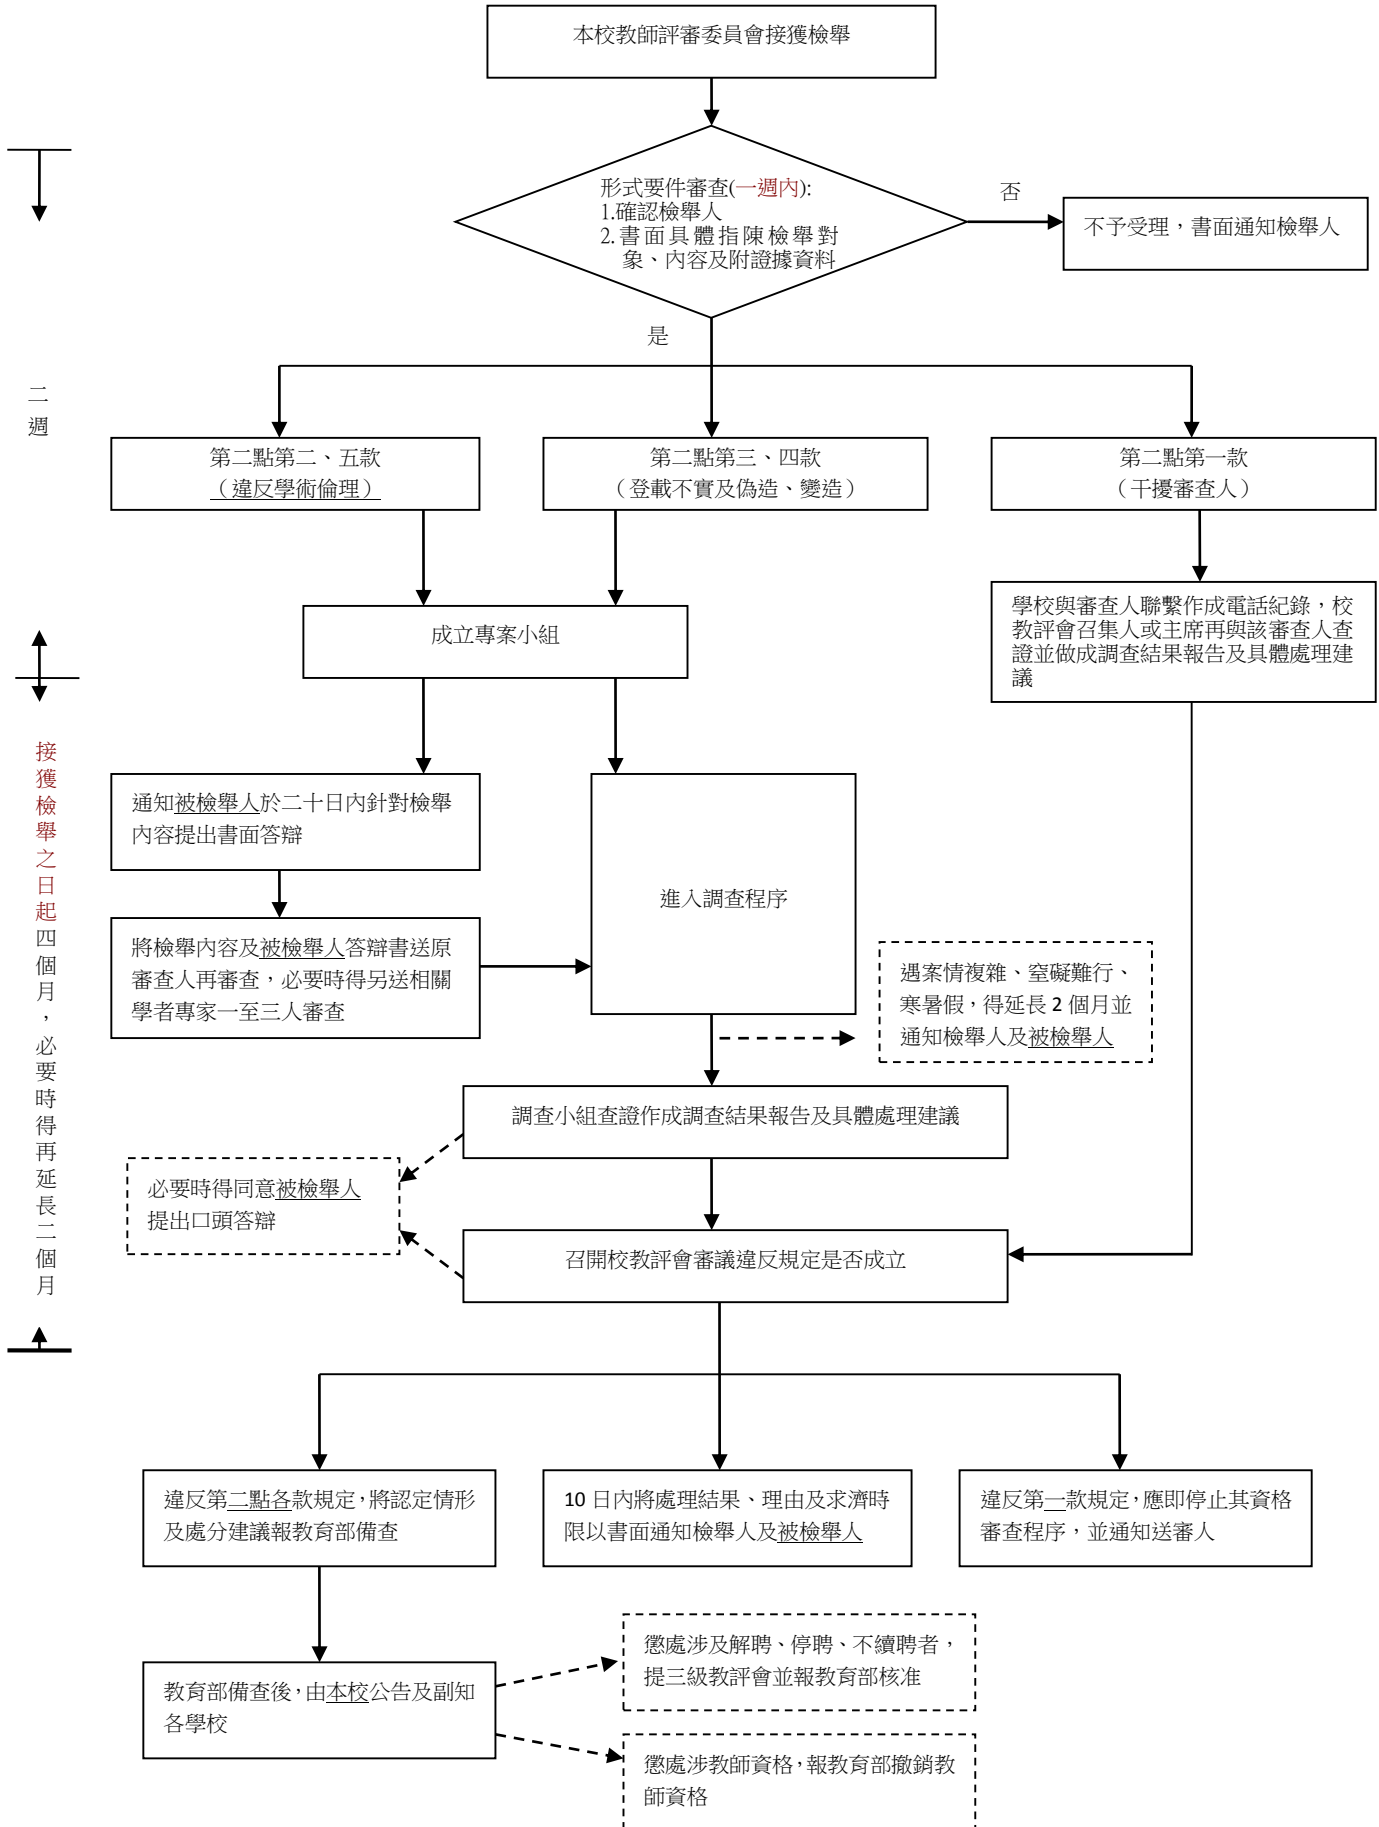 本校教師評審委員會接獲檢舉
形式要件審查(一週內):
1.確認檢舉人
2.書面具體指陳檢舉對
象、內容及附證據資料
否
不予受理，書面通知檢舉人
是
二
週
第二點第二、五款
（違反學術倫理）
第二點第三、四款
（登載不實及偽造、變造）
第二點第一款
（干擾審查人）
成立專案小組
學校與審查人聯繫作成電話紀錄，校
教評會召集人或主席再與該審查人查
證並做成調查結果報告及具體處理建
議
接獲檢舉之日起四個月，必要時得再延長二個月
通知被檢舉人於二十日內針對檢舉
內容提出書面答辯
將檢舉內容及被檢舉人答辯書送原
審查人再審查，必要時得另送相關
學者專家一至三人審查
進入調查程序
遇案情複雜、窒礙難行、
寒暑假，得延長 2 個月並
通知檢舉人及被檢舉人
調查小組查證作成調查結果報告及具體處理建議
必要時得同意被檢舉人
提出口頭答辯
召開校教評會審議違反規定是否成立
違反第二點各款規定，將認定情形
及處分建議報教育部備查
10 日內將處理結果、理由及求濟時
限以書面通知檢舉人及被檢舉人
違反第一款規定，應即停止其資格
審查程序，並通知送審人
教育部備查後，由本校公告及副知
各學校
懲處涉及解聘、停聘、不續聘者，
提三級教評會並報教育部核准
懲處涉教師資格，報教育部撤銷教
師資格